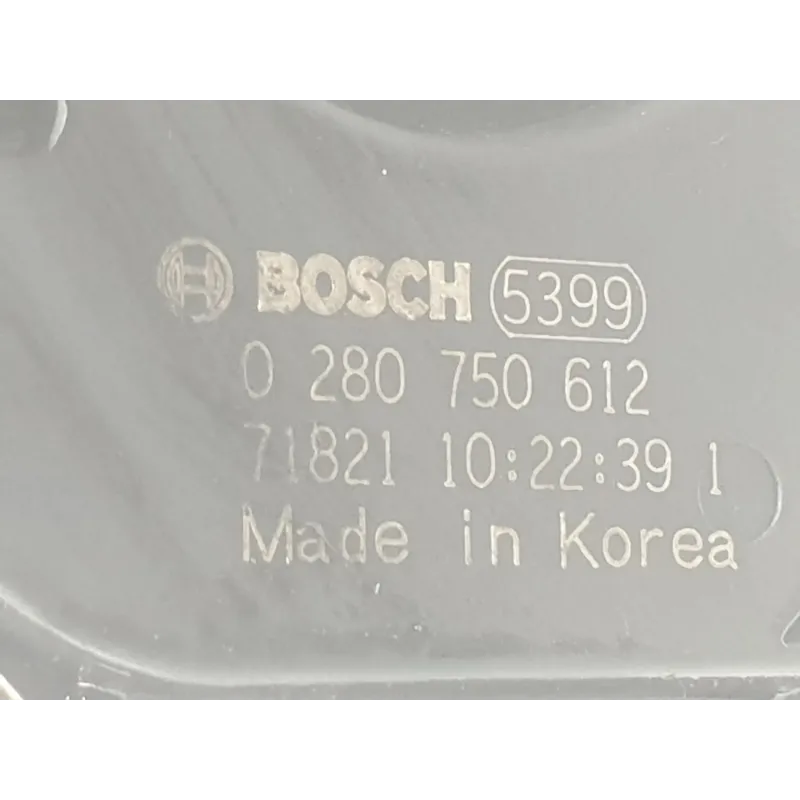 BOSCH 5399
0 280 750 612
71821 10:22:39 1
Made in Korea